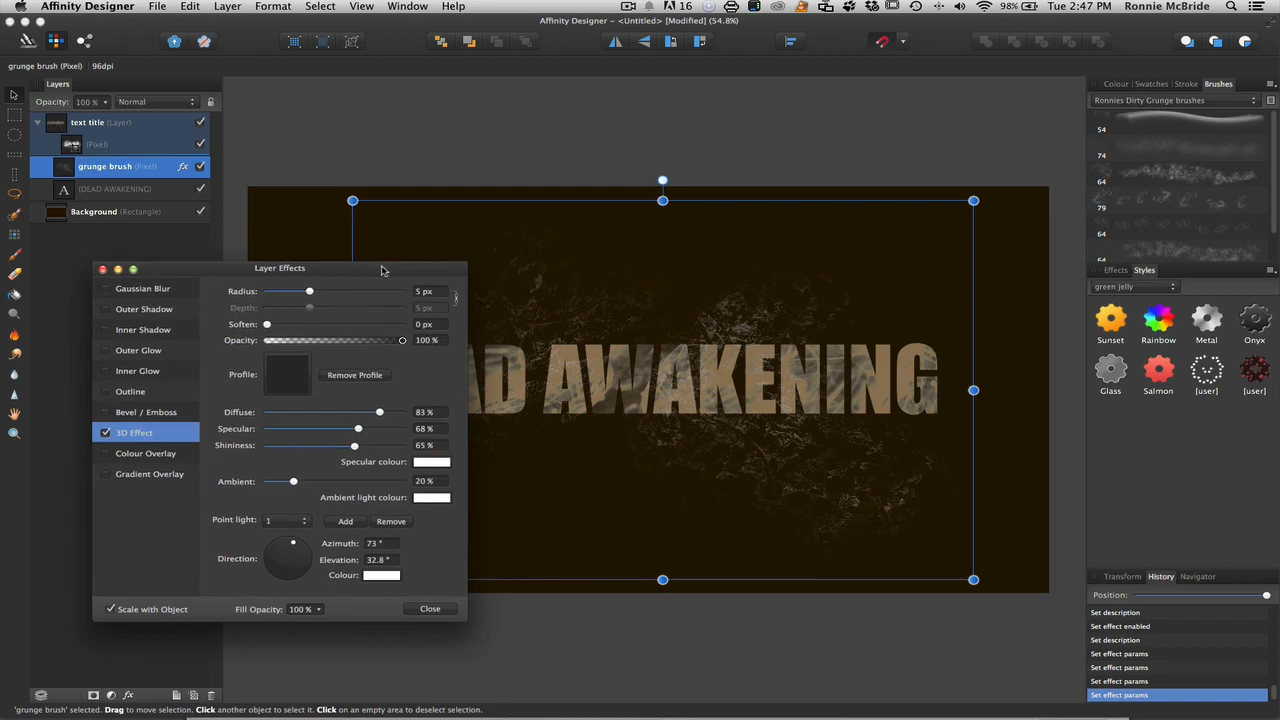 Affinity Designer File Edit Layer Format Select View Window Help 16 98% Tue 2:47 PM Ronnie McBride
Affinity Designer - <Untitled> [Modified] (54.8%)
grunge brush (Pixel) 96dpi
Layers
Opacity: 100 % Normal
text title (Layer)
(Pixel)
grunge brush (Pixel) fx
A (DEAD AWAKENING)
Background (Rectangle)
Layer Effects
Gaussian Blur
Outer Shadow
Inner Shadow
Outer Glow
Inner Glow
Outline
Bevel / Emboss
3D Effect
Colour Overlay
Gradient Overlay
Radius: 5 px
Depth: 5 px
Soften: 0 px
Opacity: 100 %
Profile: Remove Profile
Diffuse: 83 %
Specular: 68 %
Shininess: 65 %
Specular colour:
Ambient: 20 %
Ambient light colour:
Point light: 1 Add Remove
Direction: Azimuth: 73 °
Elevation: 32.8 °
Colour:
Scale with Object Fill Opacity: 100 % Close
AD AWAKENING
Colour Swatches Stroke Brushes
Ronnies Dirty Grunge brushes
54
74
64
79
64
Effects Styles
green jelly
Sunset Rainbow Metal Onyx
Glass Salmon [user] [user]
Transform History Navigator
Position:
Set description
Set effect enabled
Set description
Set effect params
Set effect params
Set effect params
Set effect params
fx
'grunge brush' selected. Drag to move selection. Click another object to select it. Click on an empty area to deselect selection.